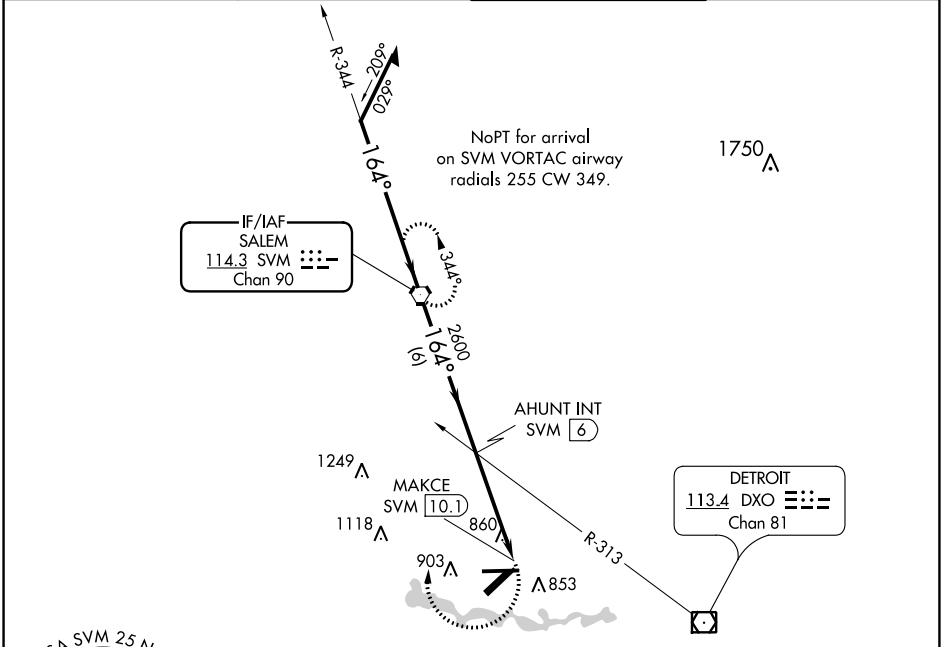 R-344
209°
029°
164°
NoPT for arrival
on SVM VORTAC airway
radials 255 CW 349.
1750
IF/IAF
SALEM
114.3 SVM
Chan 90
344°
2600
164°
(6)
AHUNT INT
SVM 6
1249
MAKCE
SVM 10.1
1118
860
903
853
R-313
DETROIT
113.4 DXO
Chan 81
SVM 25